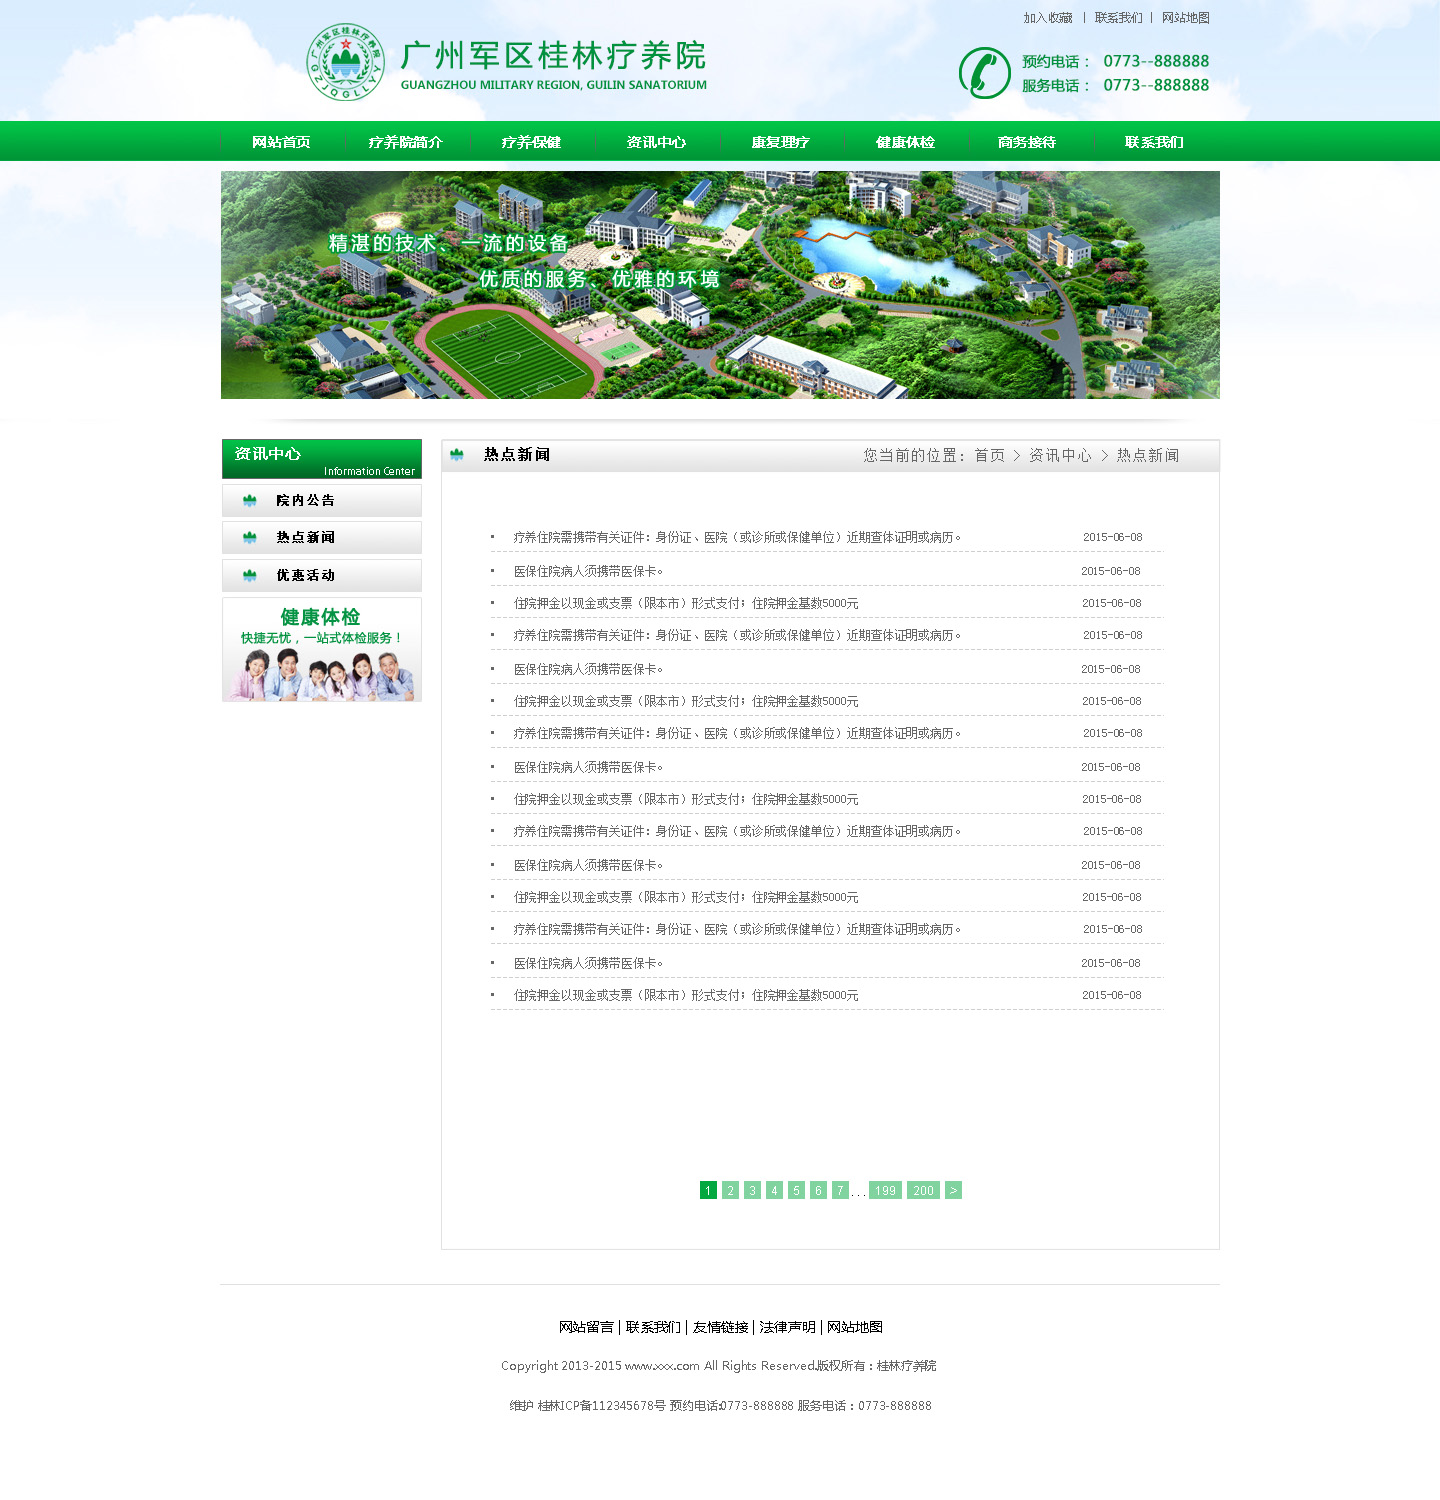 加入收藏 | 联系我们 | 网站地图
广州军区桂林疗养院
GUANGZHOU MILITARY REGION, GUILIN SANATORIUM
广州军区桂林疗养院
GZJQGLLYY
预约电话： 0773--888888
服务电话： 0773--888888
网站首页 疗养院简介 疗养保健 资讯中心 康复理疗 健康体检 商务接待 联系我们
精湛的技术、一流的设备
优质的服务、优雅的环境
资讯中心
Information Center
院内公告
热点新闻
优惠活动
健康体检
快捷无忧，一站式体检服务！
热点新闻 您当前的位置：首页 > 资讯中心 > 热点新闻
▪ 疗养住院需携带有关证件：身份证、医院（或诊所或保健单位）近期查体证明或病历。 2015-06-08
▪ 医保住院病人须携带医保卡。 2015-06-08
▪ 住院押金以现金或支票（限本市）形式支付；住院押金基数5000元 2015-06-08
▪ 疗养住院需携带有关证件：身份证、医院（或诊所或保健单位）近期查体证明或病历。 2015-06-08
▪ 医保住院病人须携带医保卡。 2015-06-08
▪ 住院押金以现金或支票（限本市）形式支付；住院押金基数5000元 2015-06-08
▪ 疗养住院需携带有关证件：身份证、医院（或诊所或保健单位）近期查体证明或病历。 2015-06-08
▪ 医保住院病人须携带医保卡。 2015-06-08
▪ 住院押金以现金或支票（限本市）形式支付；住院押金基数5000元 2015-06-08
▪ 疗养住院需携带有关证件：身份证、医院（或诊所或保健单位）近期查体证明或病历。 2015-06-08
▪ 医保住院病人须携带医保卡。 2015-06-08
▪ 住院押金以现金或支票（限本市）形式支付；住院押金基数5000元 2015-06-08
▪ 疗养住院需携带有关证件：身份证、医院（或诊所或保健单位）近期查体证明或病历。 2015-06-08
▪ 医保住院病人须携带医保卡。 2015-06-08
▪ 住院押金以现金或支票（限本市）形式支付；住院押金基数5000元 2015-06-08
1 2 3 4 5 6 7 ... 199 200 >
网站留言 | 联系我们 | 友情链接 | 法律声明 | 网站地图
Copyright 2013-2015 www.xxx.com All Rights Reserved.版权所有：桂林疗养院
维护 桂林ICP备112345678号 预约电话:0773-888888 服务电话：0773-888888